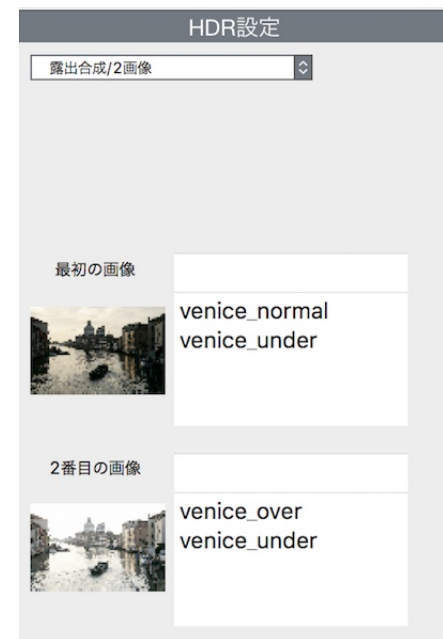 HDR設定
露出合成/2画像
最初の画像
venice_normal
venice_under
2番目の画像
venice_over
venice_under